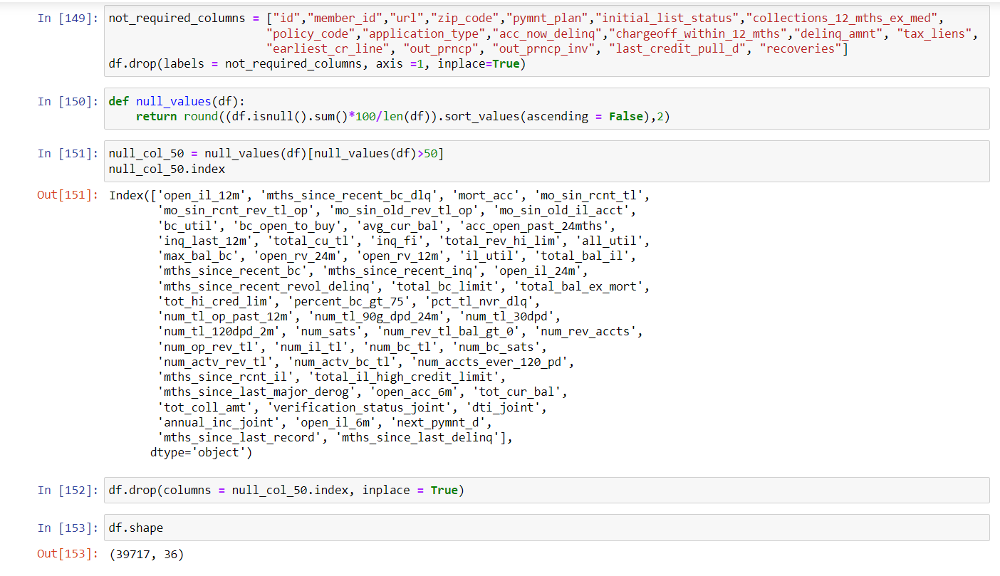 In [149]: not_required_columns = ["id","member_id","url","zip_code","pymnt_plan","initial_list_status","collections_12_mths_ex_med",
"policy_code","application_type","acc_now_delinq","chargeoff_within_12_mths","delinq_amnt", "tax_liens",
"earliest_cr_line", "out_prncp", "out_prncp_inv", "last_credit_pull_d", "recoveries"]
df.drop(labels = not_required_columns, axis =1, inplace=True)
In [150]: def null_values(df):
return round((df.isnull().sum()*100/len(df)).sort_values(ascending = False),2)
In [151]: null_col_50 = null_values(df)[null_values(df)>50]
null_col_50.index
Out[151]: Index(['open_il_12m', 'mths_since_recent_bc_dlq', 'mort_acc', 'mo_sin_rcnt_tl',
'mo_sin_rcnt_rev_tl_op', 'mo_sin_old_rev_tl_op', 'mo_sin_old_il_acct',
'bc_util', 'bc_open_to_buy', 'avg_cur_bal', 'acc_open_past_24mths',
'inq_last_12m', 'total_cu_tl', 'inq_fi', 'total_rev_hi_lim', 'all_util',
'max_bal_bc', 'open_rv_24m', 'open_rv_12m', 'il_util', 'total_bal_il',
'mths_since_recent_bc', 'mths_since_recent_inq', 'open_il_24m',
'mths_since_recent_revol_delinq', 'total_bc_limit', 'total_bal_ex_mort',
'tot_hi_cred_lim', 'percent_bc_gt_75', 'pct_tl_nvr_dlq',
'num_tl_op_past_12m', 'num_tl_90g_dpd_24m', 'num_tl_30dpd',
'num_tl_120dpd_2m', 'num_sats', 'num_rev_tl_bal_gt_0', 'num_rev_accts',
'num_op_rev_tl', 'num_il_tl', 'num_bc_tl', 'num_bc_sats',
'num_actv_rev_tl', 'num_actv_bc_tl', 'num_accts_ever_120_pd',
'mths_since_rcnt_il', 'total_il_high_credit_limit',
'mths_since_last_major_derog', 'open_acc_6m', 'tot_cur_bal',
'tot_coll_amt', 'verification_status_joint', 'dti_joint',
'annual_inc_joint', 'open_il_6m', 'next_pymnt_d',
'mths_since_last_record', 'mths_since_last_delinq'],
dtype='object')
In [152]: df.drop(columns = null_col_50.index, inplace = True)
In [153]: df.shape
Out[153]: (39717, 36)